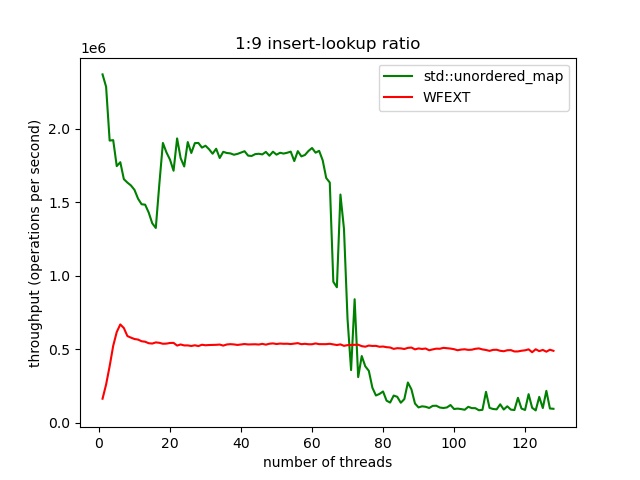 1:9 insert-lookup ratio
1e6
std::unordered_map
WFEXT
2.0
1.5
1.0
0.5
0.0
throughput (operations per second)
0 20 40 60 80 100 120
number of threads